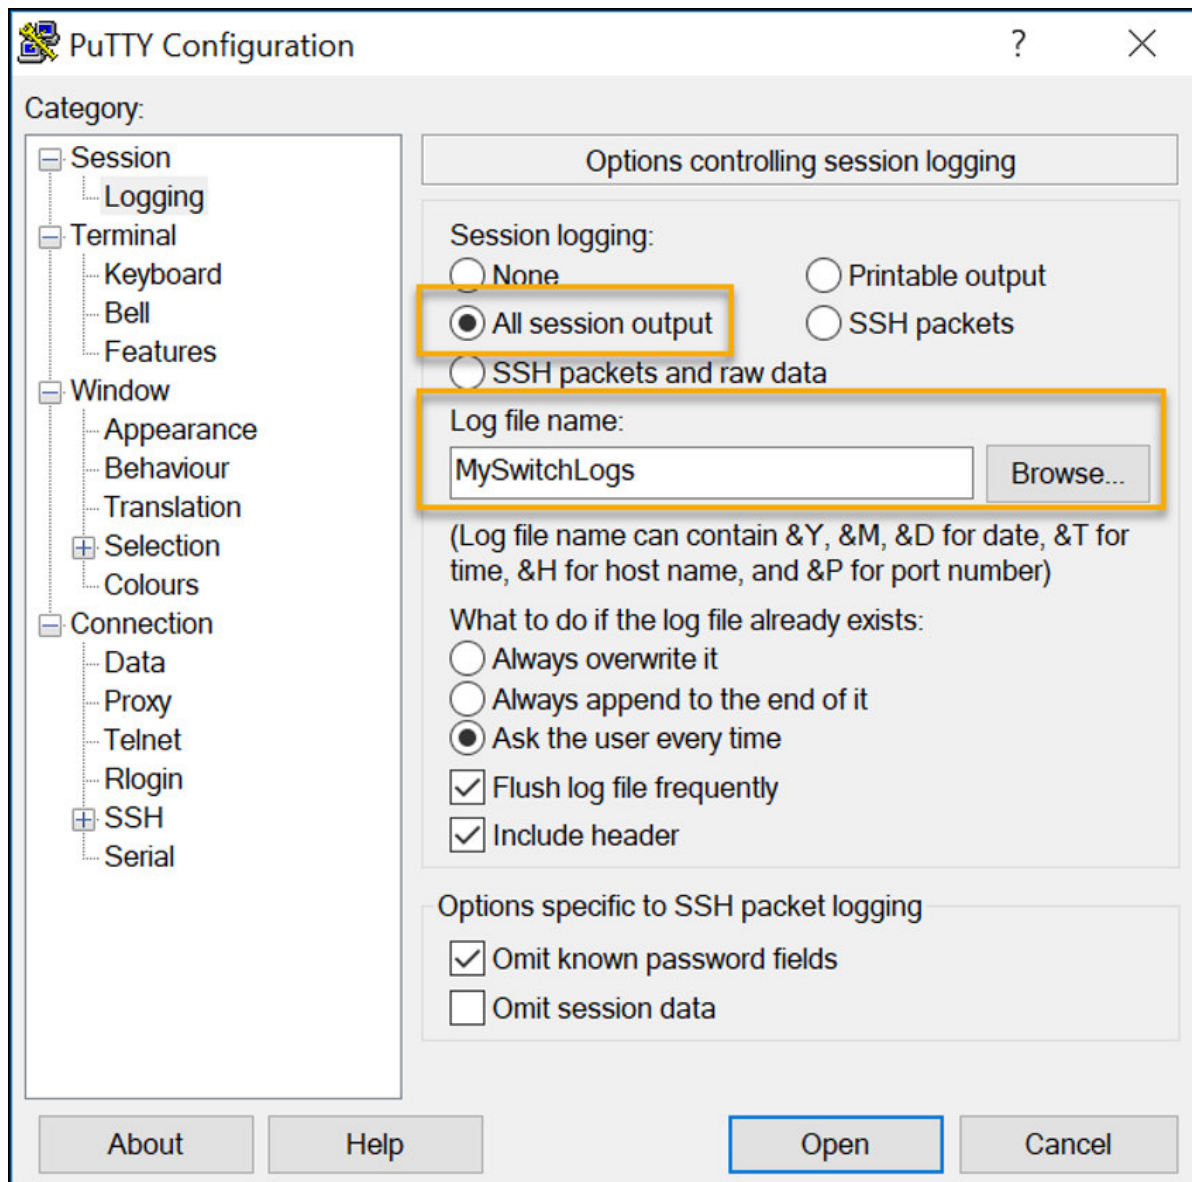 PuTTY Configuration
Category:
Session
Logging
Terminal
Keyboard
Bell
Features
Window
Appearance
Behaviour
Translation
Selection
Colours
Connection
Data
Proxy
Telnet
Rlogin
SSH
Serial
Options controlling session logging
Session logging:
None
Printable output
All session output
SSH packets
SSH packets and raw data
Log file name:
MySwitchLogs
Browse...
(Log file name can contain &Y, &M, &D for date, &T for
time, &H for host name, and &P for port number)
What to do if the log file already exists:
Always overwrite it
Always append to the end of it
Ask the user every time
Flush log file frequently
Include header
Options specific to SSH packet logging
Omit known password fields
Omit session data
About
Help
Open
Cancel